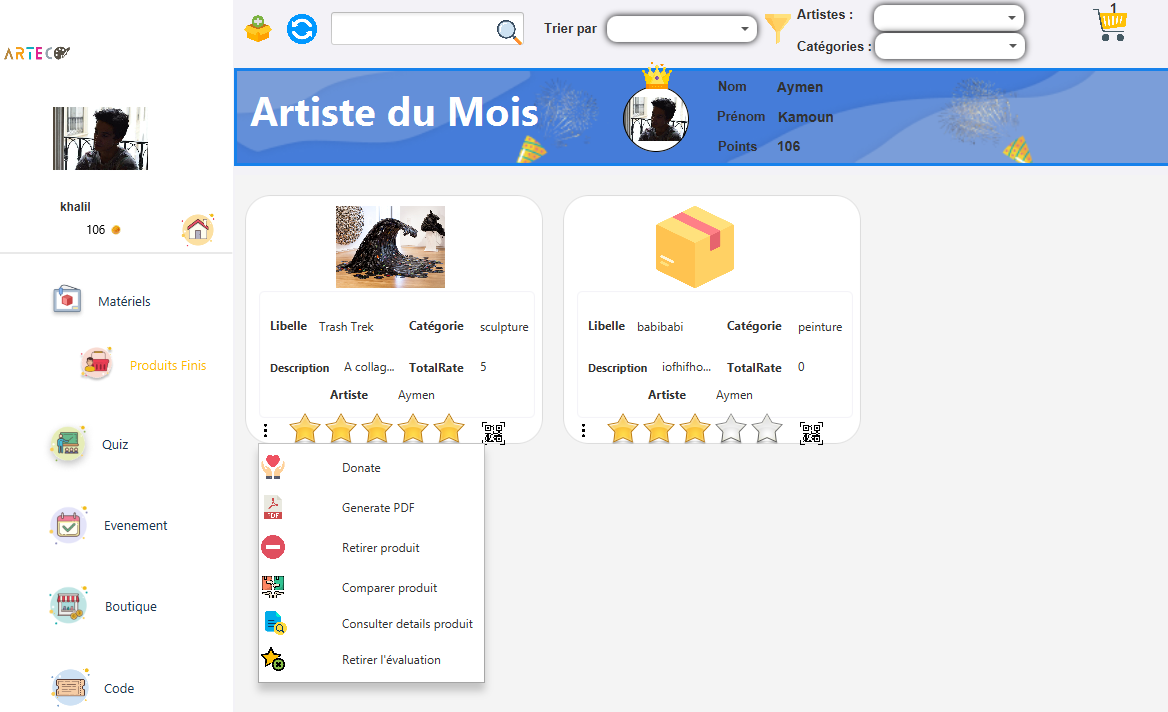 ARTECO
khalil
106
Matériels
Produits Finis
Quiz
Evenement
Boutique
Code
Trier par
Artistes :
Catégories :
1
Artiste du Mois
Nom Aymen
Prénom Kamoun
Points 106
Libelle Trash Trek Catégorie sculpture
Description A collag... TotalRate 5
Artiste Aymen
Libelle babibabi Catégorie peinture
Description iofhifho... TotalRate 0
Artiste Aymen
Donate
PDF Generate PDF
Retirer produit
Comparer produit
Consulter details produit
Retirer l'évaluation